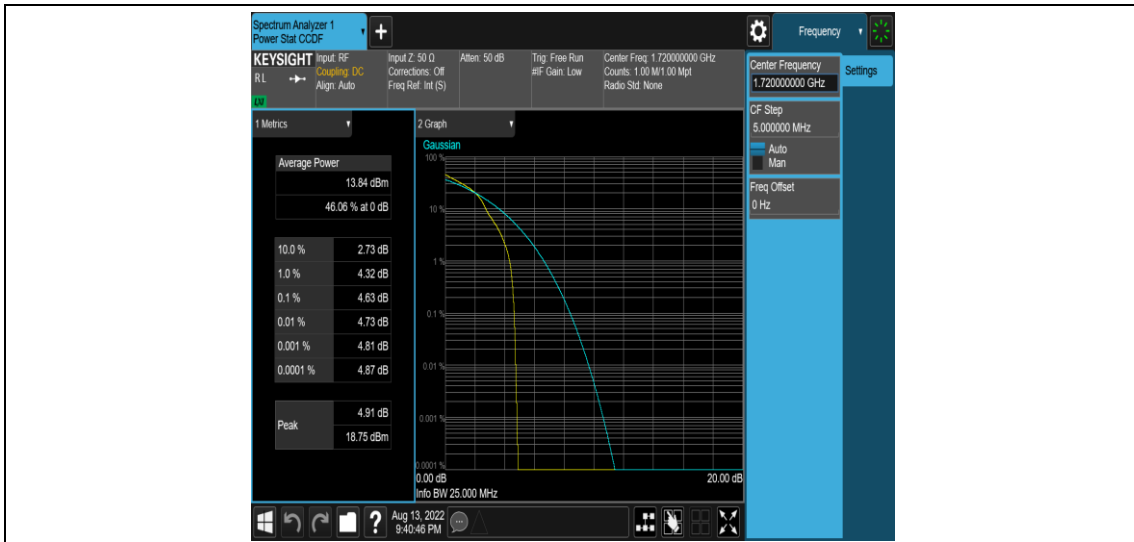 Spectrum Analyzer 1
Power Stat CCDF
Frequency
KEYSIGHT
R L
Input: RF
Coupling: DC
Align: Auto
Input Z: 50 Ω
Corrections: Off
Freq Ref: Int (S)
Atten: 50 dB
Trig: Free Run
#IF Gain: Low
Center Freq: 1.720000000 GHz
Counts: 1.00 M/1.00 Mpt
Radio Std: None
Center Frequency
1.720000000 GHz
Settings
CF Step
5.000000 MHz
Auto
Man
Freq Offset
0 Hz
1 Metrics
Average Power
13.84 dBm
46.06 % at 0 dB
10.0 % 2.73 dB
1.0 % 4.32 dB
0.1 % 4.63 dB
0.01 % 4.73 dB
0.001 % 4.81 dB
0.0001 % 4.87 dB
Peak
4.91 dB
18.75 dBm
2 Graph
Gaussian
100 %
10 %
1 %
0.1 %
0.01 %
0.001 %
0.0001 %
0.00 dB
20.00 dB
Info BW 25.000 MHz
Aug 13, 2022
9:40:46 PM